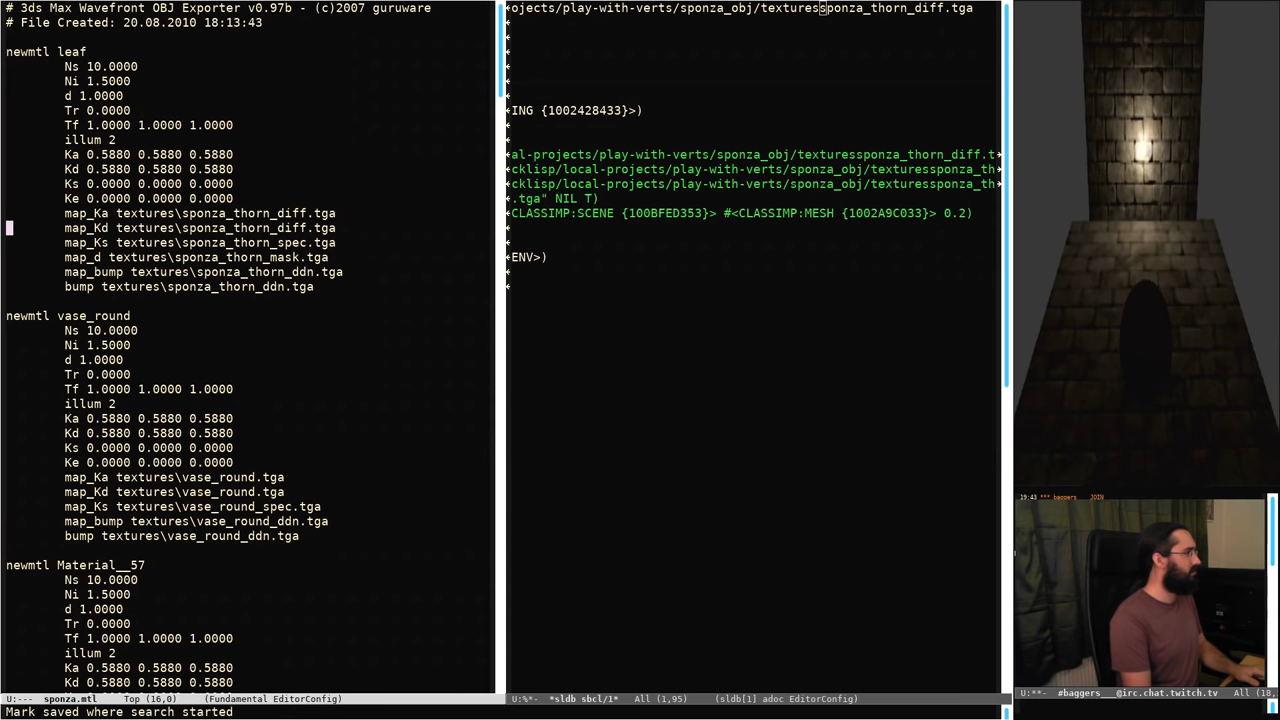 # 3ds Max Wavefront OBJ Exporter v0.97b - (c)2007 guruware
# File Created: 20.08.2010 18:13:43
newmtl leaf
Ns 10.0000
Ni 1.5000
d 1.0000
Tr 0.0000
Tf 1.0000 1.0000 1.0000
illum 2
Ka 0.5880 0.5880 0.5880
Kd 0.5880 0.5880 0.5880
Ks 0.0000 0.0000 0.0000
Ke 0.0000 0.0000 0.0000
map_Ka textures\sponza_thorn_diff.tga
map_Kd textures\sponza_thorn_diff.tga
map_Ks textures\sponza_thorn_spec.tga
map_d textures\sponza_thorn_mask.tga
map_bump textures\sponza_thorn_ddn.tga
bump textures\sponza_thorn_ddn.tga
newmtl vase_round
Ns 10.0000
Ni 1.5000
d 1.0000
Tr 0.0000
Tf 1.0000 1.0000 1.0000
illum 2
Ka 0.5880 0.5880 0.5880
Kd 0.5880 0.5880 0.5880
Ks 0.0000 0.0000 0.0000
Ke 0.0000 0.0000 0.0000
map_Ka textures\vase_round.tga
map_Kd textures\vase_round.tga
map_Ks textures\vase_round_spec.tga
map_bump textures\vase_round_ddn.tga
bump textures\vase_round_ddn.tga
newmtl Material__57
Ns 10.0000
Ni 1.5000
d 1.0000
Tr 0.0000
Tf 1.0000 1.0000 1.0000
illum 2
Ka 0.5880 0.5880 0.5880
Kd 0.5880 0.5880 0.5880
U:--- sponza.mtl Top (16,0) (Fundamental EditorConfig)
Mark saved where search started
ojects/play-with-verts/sponza_obj/texturessponza_thorn_diff.tga
ING {1002428433}>)
al-projects/play-with-verts/sponza_obj/texturessponza_thorn_diff.t
cklisp/local-projects/play-with-verts/sponza_obj/texturessponza_th
cklisp/local-projects/play-with-verts/sponza_obj/texturessponza_th
.tga" NIL T)
CLASSIMP:SCENE {100BFED353}> #<CLASSIMP:MESH {1002A9C033}> 0.2)
ENV>)
U:%*- *sldb sbcl/1* All (1,95) (sldb[1] adoc EditorConfig)
19:43 *** baggers JOIN
U:**- #baggers___@irc.chat.twitch.tv All (18,